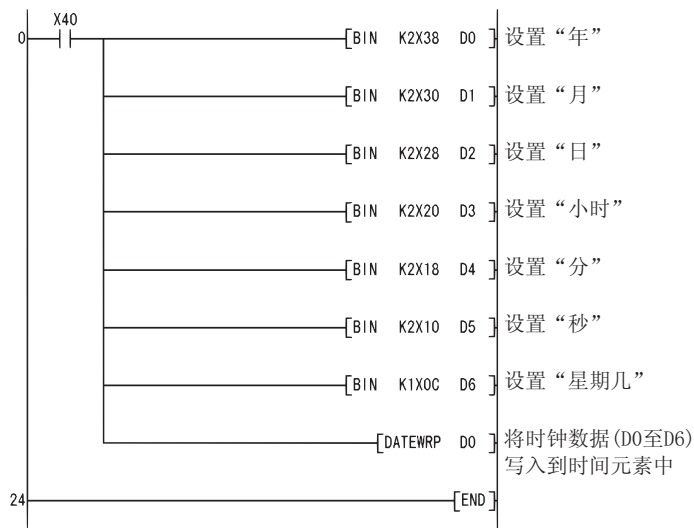 X40
0 [BIN K2X38 D0] 设置“年”
[BIN K2X30 D1] 设置“月”
[BIN K2X28 D2] 设置“日”
[BIN K2X20 D3] 设置“小时”
[BIN K2X18 D4] 设置“分”
[BIN K2X10 D5] 设置“秒”
[BIN K1X0C D6] 设置“星期几”
[DATEWRP D0] 将时钟数据(D0至D6)
写入到时间元素中
24 [END]